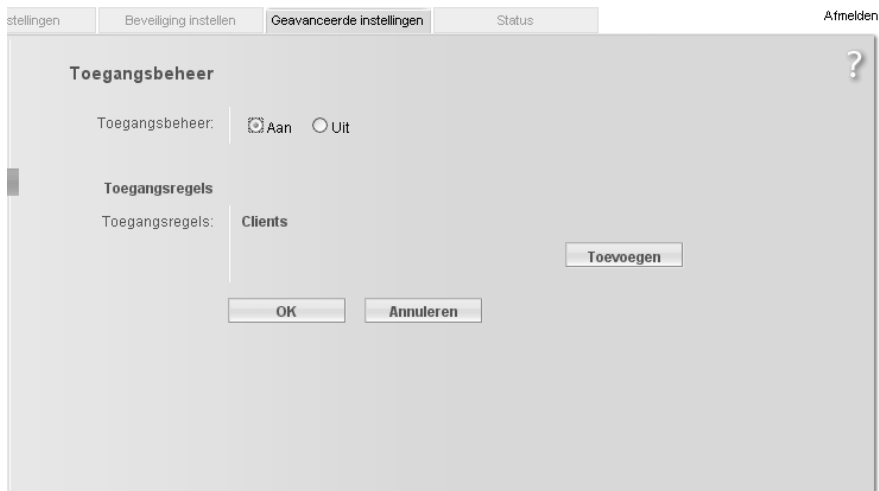 stellingen Beveiliging instellen Geavanceerde instellingen Status Afmelden
Toegangsbeheer
?
Toegangsbeheer: Aan Uit
Toegangsregels
Toegangsregels: Clients
Toevoegen
OK Annuleren